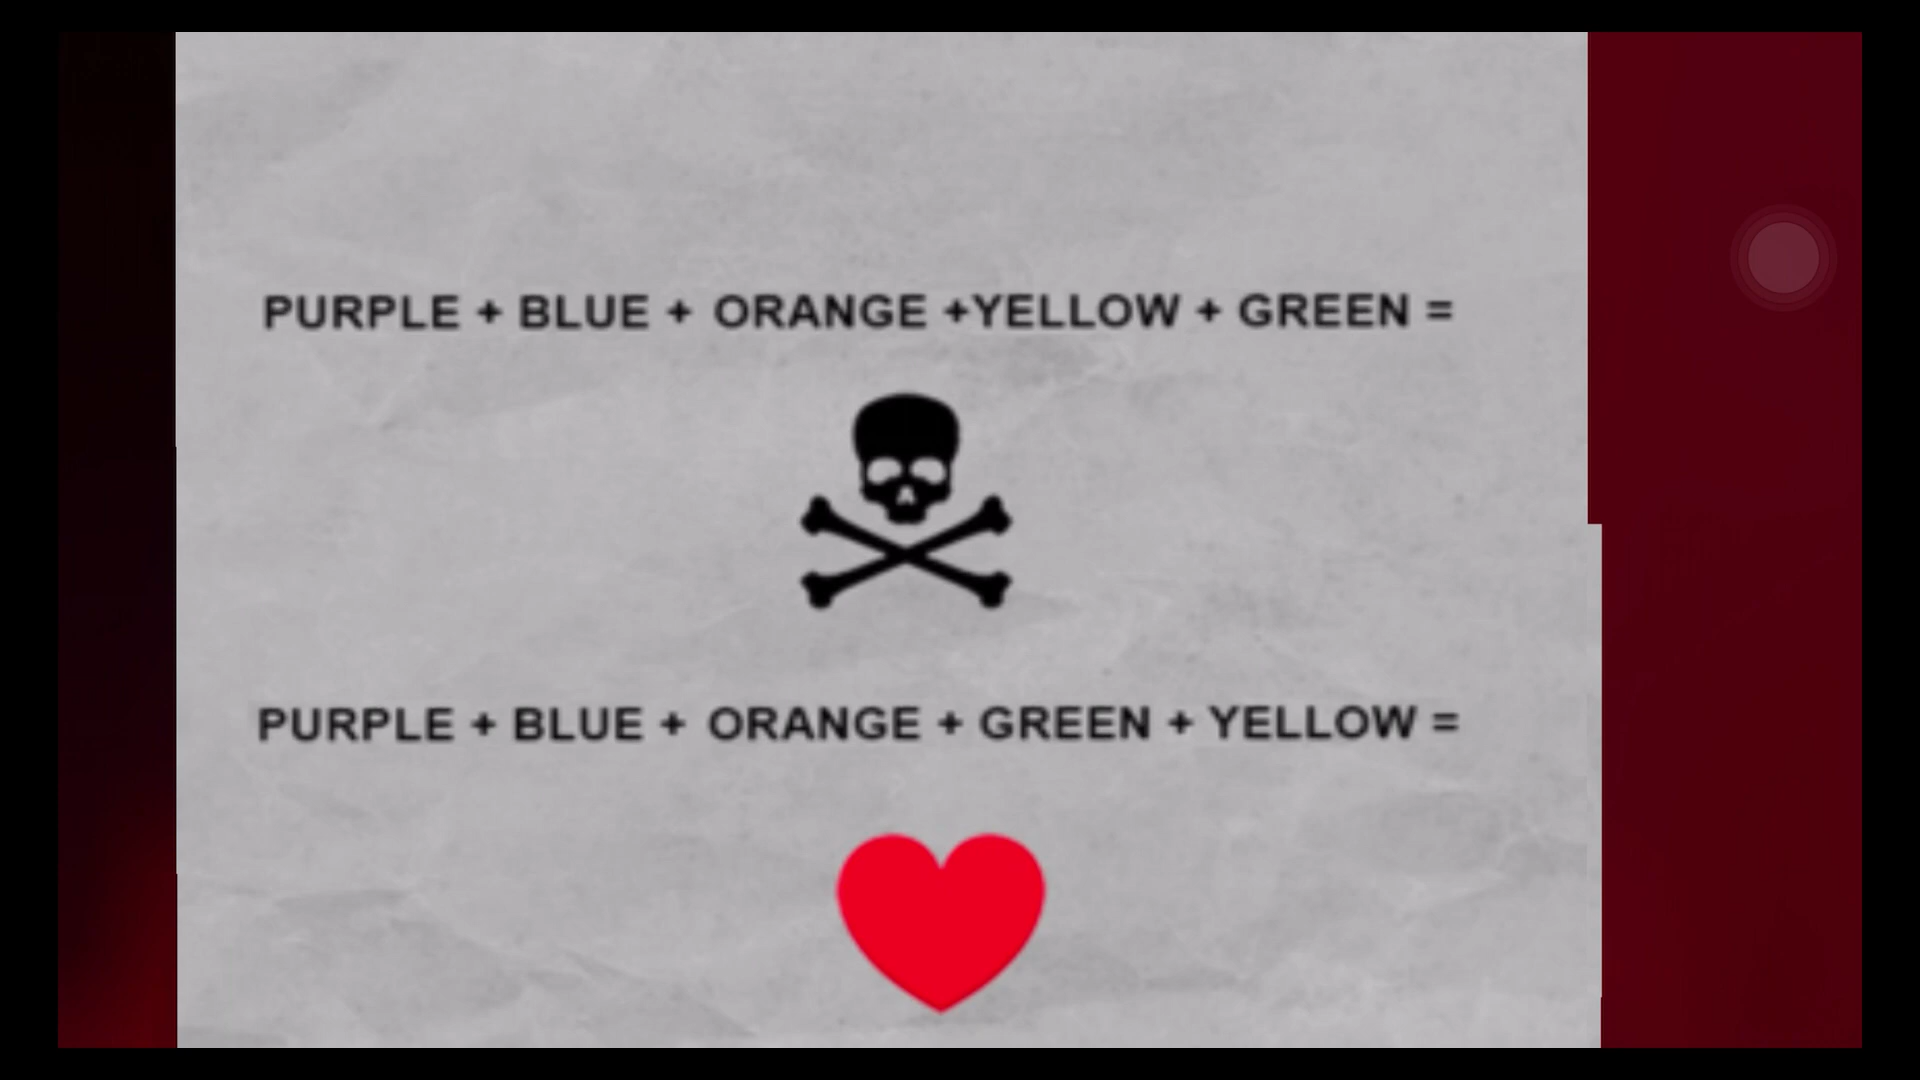 PURPLE + BLUE + ORANGE +YELLOW + GREEN =
PURPLE + BLUE + ORANGE + GREEN + YELLOW =